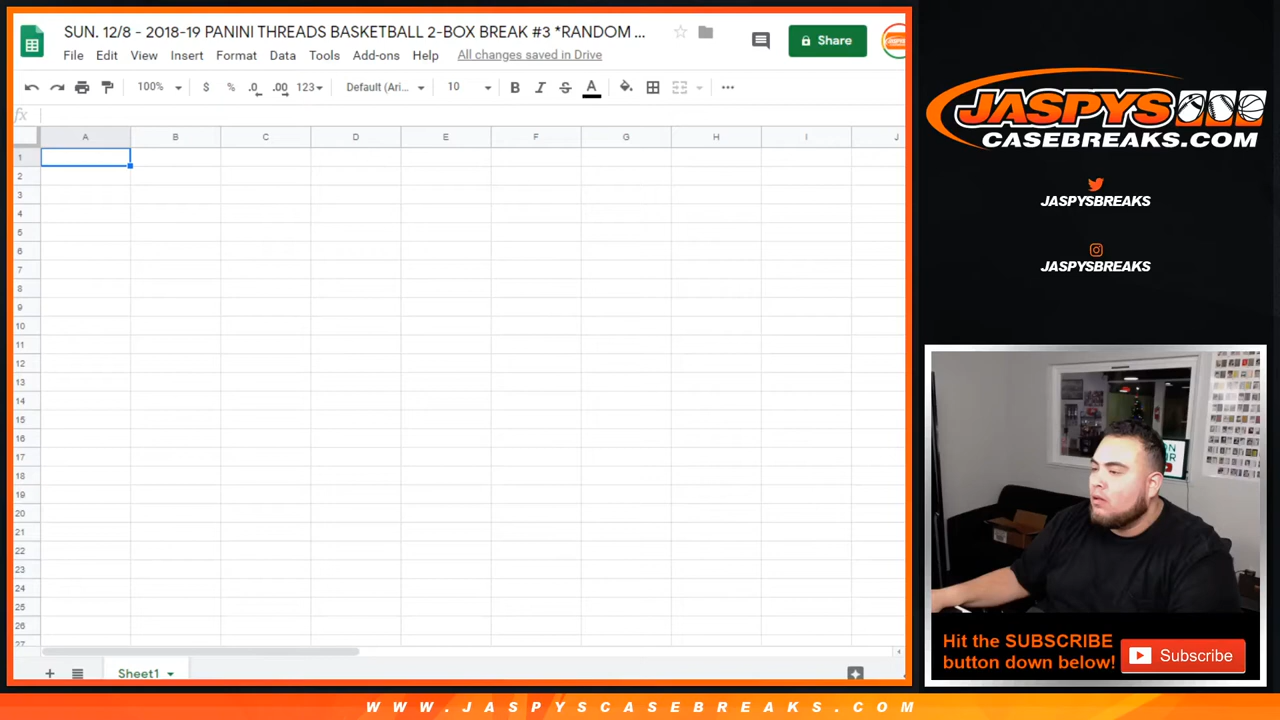 SUN. 12/8 - 2018-19 PANINI THREADS BASKETBALL 2-BOX BREAK #3 *RANDOM ...
Share
File Edit View Insert Format Data Tools Add-ons Help All changes saved in Drive
100% $ % .0 .00 123 Default (Ari... 10 B I S A
fx
A B C D E F G H I J
1
2
3
4
5
6
7
8
9
10
11
12
13
14
15
16
17
18
19
20
21
22
23
24
25
26
27
Sheet1
JASPYS
CASEBREAKS.COM
JASPYSBREAKS
JASPYSBREAKS
Hit the SUBSCRIBE
button down below!
Subscribe
WWW.JASPYSCASEBREAKS.COM